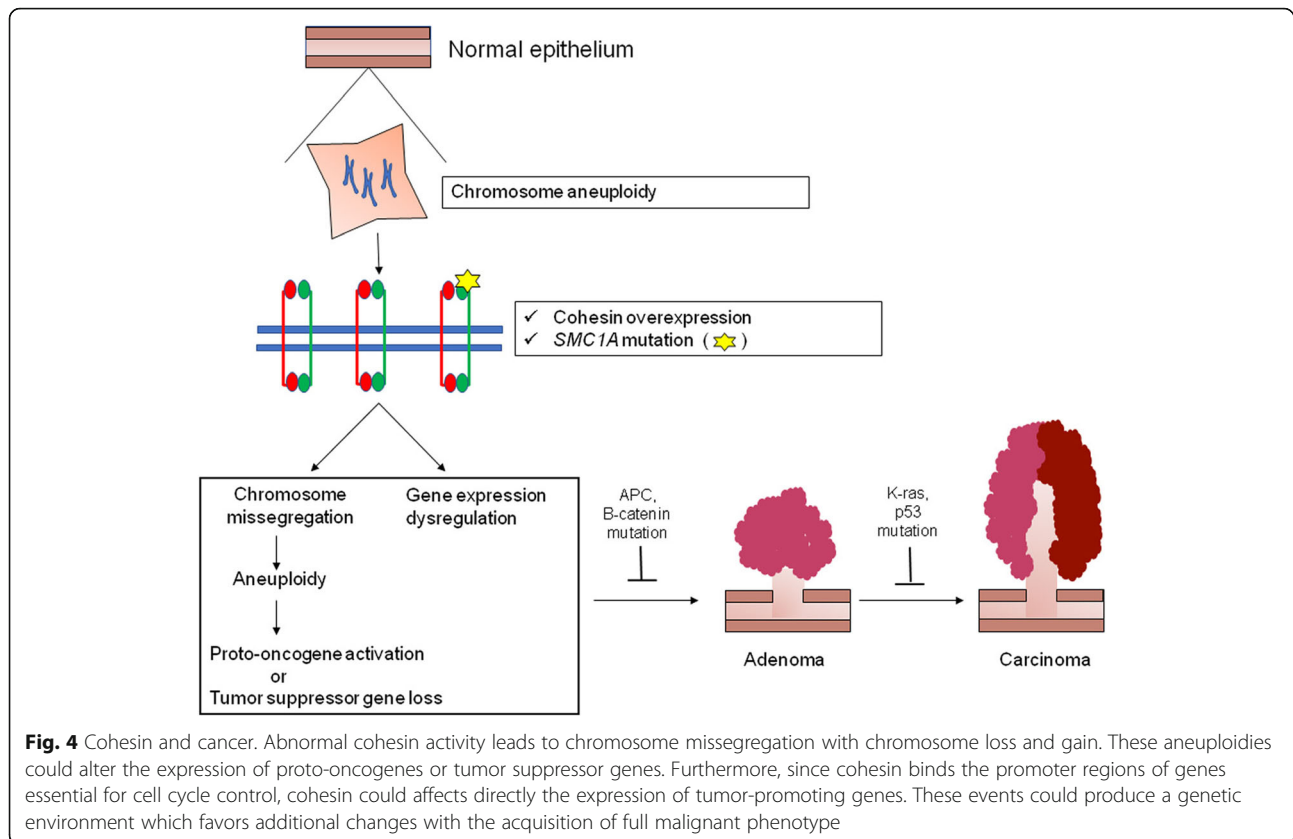 Normal epithelium
Chromosome aneuploidy
✓ Cohesin overexpression
✓ SMC1A mutation ( )
Chromosome
missegregation
Gene expression
dysregulation
Aneuploidy
Proto-oncogene activation
or
Tumor suppressor gene loss
APC,
B-catenin
mutation
Adenoma
K-ras,
p53
mutation
Carcinoma
Fig. 4 Cohesin and cancer. Abnormal cohesin activity leads to chromosome missegregation with chromosome loss and gain. These aneuploidies
could alter the expression of proto-oncogenes or tumor suppressor genes. Furthermore, since cohesin binds the promoter regions of genes
essential for cell cycle control, cohesin could affects directly the expression of tumor-promoting genes. These events could produce a genetic
environment which favors additional changes with the acquisition of full malignant phenotype